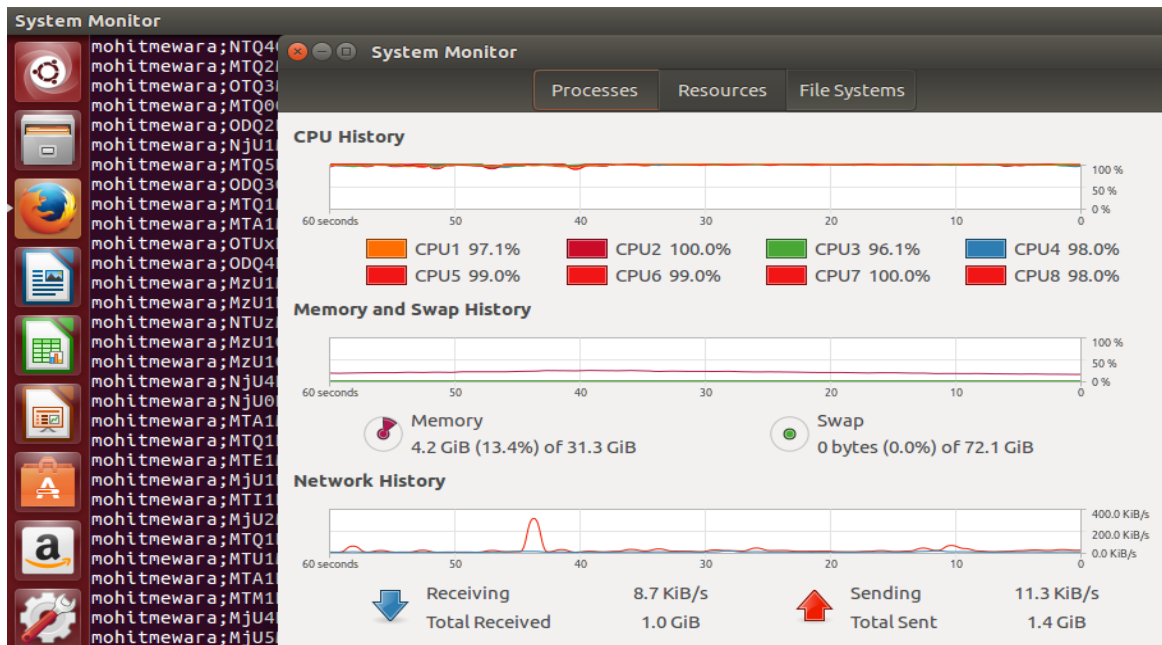 System Monitor
mohitmewara;NTQ4
mohitmewara;MTQ2
mohitmewara;OTQ3
mohitmewara;MTQ0
mohitmewara;ODQ2
mohitmewara;NjU1
mohitmewara;MTQ5
mohitmewara;ODQ3
mohitmewara;MTQ1
mohitmewara;MTA1
mohitmewara;OTUx
mohitmewara;ODQ4
mohitmewara;MzU1
mohitmewara;MzU1
mohitmewara;NTUz
mohitmewara;MzU1
mohitmewara;MzU1
mohitmewara;NjU4
mohitmewara;NjU0
mohitmewara;MTA1
mohitmewara;MTQ1
mohitmewara;MTE1
mohitmewara;MjU1
mohitmewara;MTI1
mohitmewara;MjU2
mohitmewara;MTQ1
mohitmewara;MTU1
mohitmewara;MTA1
mohitmewara;MTM1
mohitmewara;MjU4
mohitmewara;MjU5
a
System Monitor
Processes Resources File Systems
CPU History
100 %
50 %
0 %
60 seconds 50 40 30 20 10 0
CPU1 97.1% CPU2 100.0% CPU3 96.1% CPU4 98.0%
CPU5 99.0% CPU6 99.0% CPU7 100.0% CPU8 98.0%
Memory and Swap History
100 %
50 %
0 %
60 seconds 50 40 30 20 10 0
Memory
4.2 GiB (13.4%) of 31.3 GiB
Swap
0 bytes (0.0%) of 72.1 GiB
Network History
400.0 KiB/s
200.0 KiB/s
0.0 KiB/s
60 seconds 50 40 30 20 10 0
Receiving 8.7 KiB/s Sending 11.3 KiB/s
Total Received 1.0 GiB Total Sent 1.4 GiB